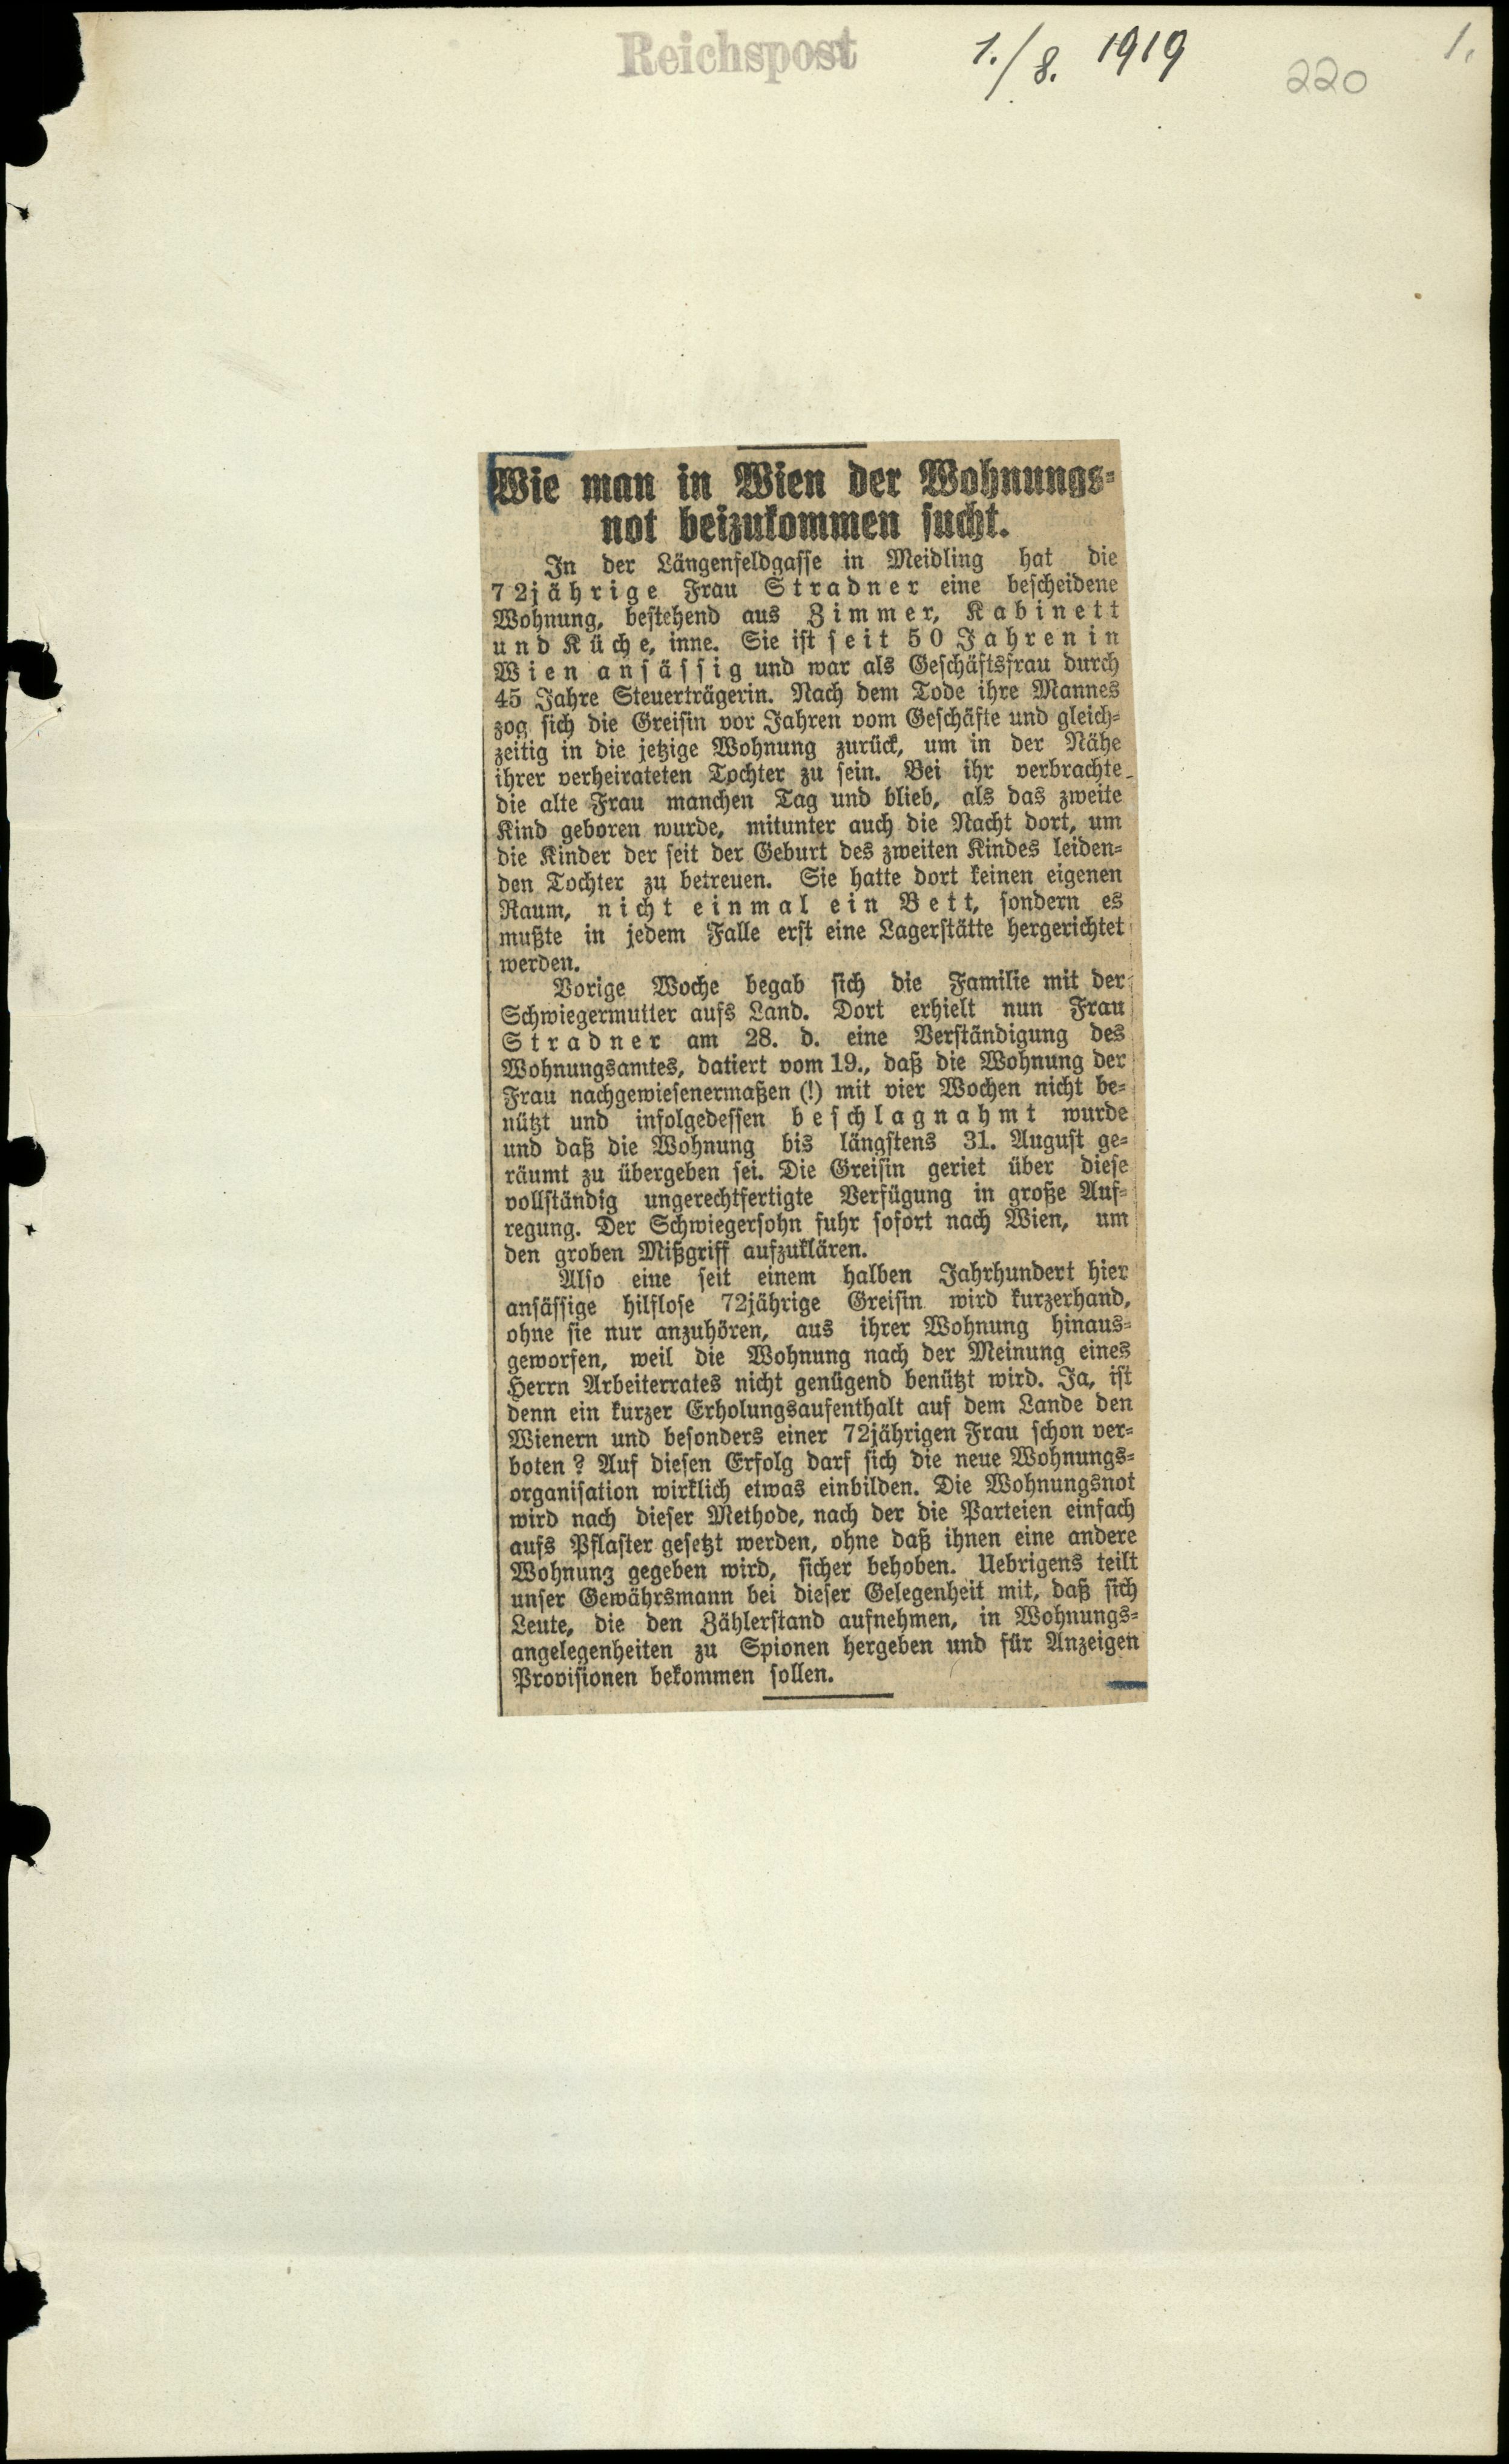 Reichspost
1./8. 1919
220
1.
Wie man in Wien der Wohnungs-
not beizukommen sucht.
In der Längenfeldgasse in Meidling hat die
72jährige Frau Stradner eine bescheidene
Wohnung, bestehend aus Zimmer, Kabinett
und Küche, inne. Sie ist seit 50 Jahren in
Wien ansässig und war als Geschäftsfrau durch
45 Jahre Steuerträgerin. Nach dem Tode ihre Mannes
zog sich die Greisin vor Jahren vom Geschäfte und gleich-
zeitig in die jetzige Wohnung zurück, um in der Nähe
ihrer verheirateten Tochter zu sein. Bei ihr verbrachte
die alte Frau manchen Tag und blieb, als das zweite
Kind geboren wurde, mitunter auch die Nacht dort, um
die Kinder der seit der Geburt des zweiten Kindes leiden-
den Tochter zu betreuen. Sie hatte dort keinen eigenen
Raum, nicht einmal ein Bett, sondern es
mußte in jedem Falle erst eine Lagerstätte hergerichtet
werden.
Vorige Woche begab sich die Familie mit der
Schwiegermutter aufs Land. Dort erhielt nun Frau
Stradner am 28. d. eine Verständigung des
Wohnungsamtes, datiert vom 19., daß die Wohnung der
Frau nachgewiesenermaßen (!) mit vier Wochen nicht be-
nützt und infolgedessen beschlagnahmt wurde
und daß die Wohnung bis längstens 31. August ge-
räumt zu übergeben sei. Die Greisin geriet über diese
vollständig ungerechtfertigte Verfügung in große Auf-
regung. Der Schwiegersohn fuhr sofort nach Wien, um
den groben Mißgriff aufzuklären.
Also eine seit einem halben Jahrhundert hier
ansässige hilflose 72jährige Greisin wird kurzerhand,
ohne sie nur anzuhören, aus ihrer Wohnung hinaus-
geworfen, weil die Wohnung nach der Meinung eines
Herrn Arbeiterrates nicht genügend benützt wird. Ja, ist
denn ein kurzer Erholungsaufenthalt auf dem Lande den
Wienern und besonders einer 72jährigen Frau schon ver-
boten? Auf diesen Erfolg darf sich die neue Wohnungs-
organisation wirklich etwas einbilden. Die Wohnungsnot
wird nach dieser Methode, nach der die Parteien einfach
aufs Pflaster gesetzt werden, ohne daß ihnen eine andere
Wohnung gegeben wird, sicher behoben. Uebrigens teilt
unser Gewährsmann bei dieser Gelegenheit mit, daß sich
Leute, die den Zählerstand aufnehmen, in Wohnungs-
angelegenheiten zu Spionen hergeben und für Anzeigen
Provisionen bekommen sollen.